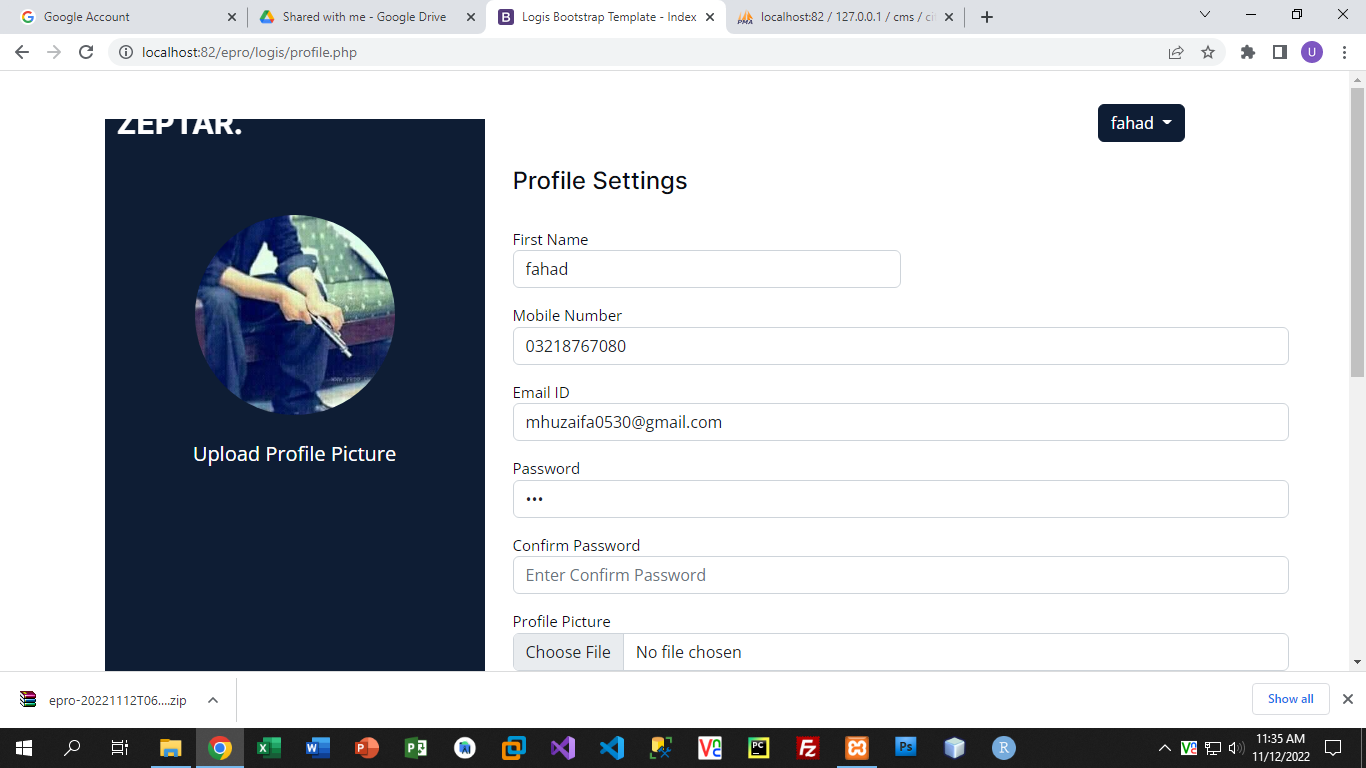 Google Account
Shared with me - Google Drive
Logis Bootstrap Template - Index
localhost:82 / 127.0.0.1 / cms / ci
localhost:82/epro/logis/profile.php
U
ZEPTAR.
fahad
Profile Settings
First Name
fahad
Mobile Number
03218767080
Email ID
mhuzaifa0530@gmail.com
Upload Profile Picture
Password
•••
Confirm Password
Enter Confirm Password
Profile Picture
Choose File No file chosen
epro-20221112T06....zip
Show all
11:35 AM
11/12/2022